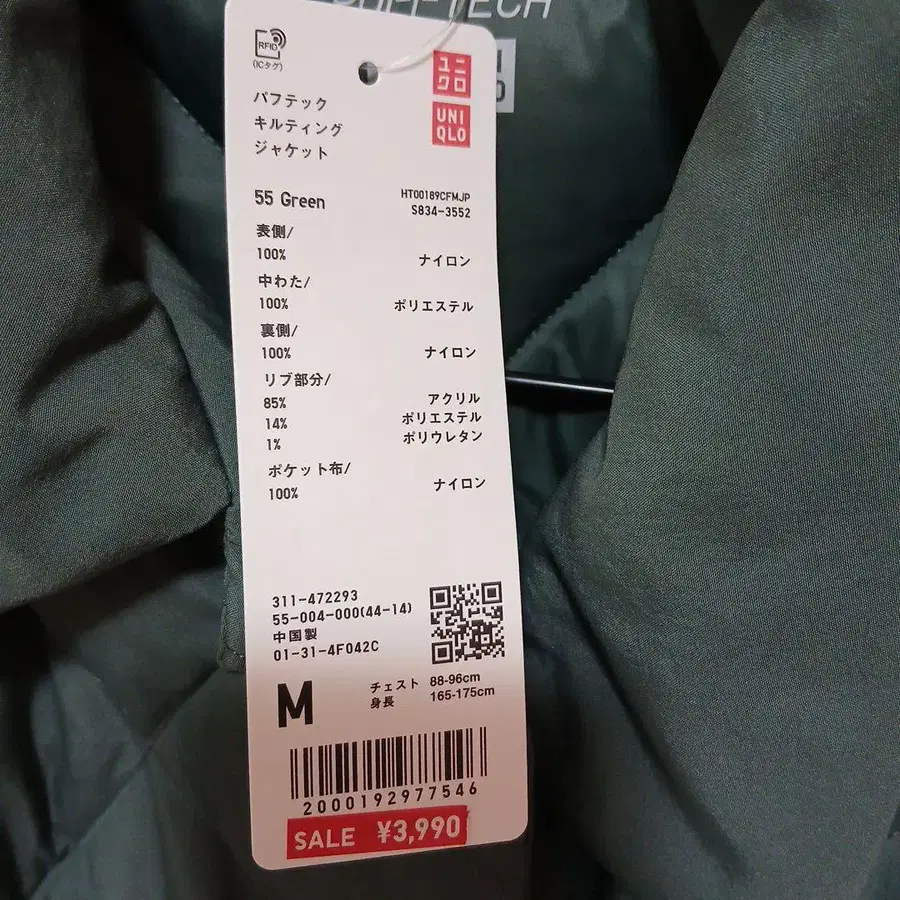 PUFF-TECH
RFID
(ICタグ)
ユニ
クロ
UNI
QLO
パフテック
キルティング
ジャケット
55 Green
HT00189CFMJP
S834-3552
表側/
100% ナイロン
中わた/
100% ポリエステル
裏側/
100% ナイロン
リブ部分/
85% アクリル
14% ポリエステル
1% ポリウレタン
ポケット布/
100% ナイロン
311-472293
55-004-000(44-14)
中国製
01-31-4F042C
M
チェスト 88-96cm
身長 165-175cm
2000192977546
SALE ¥3,990